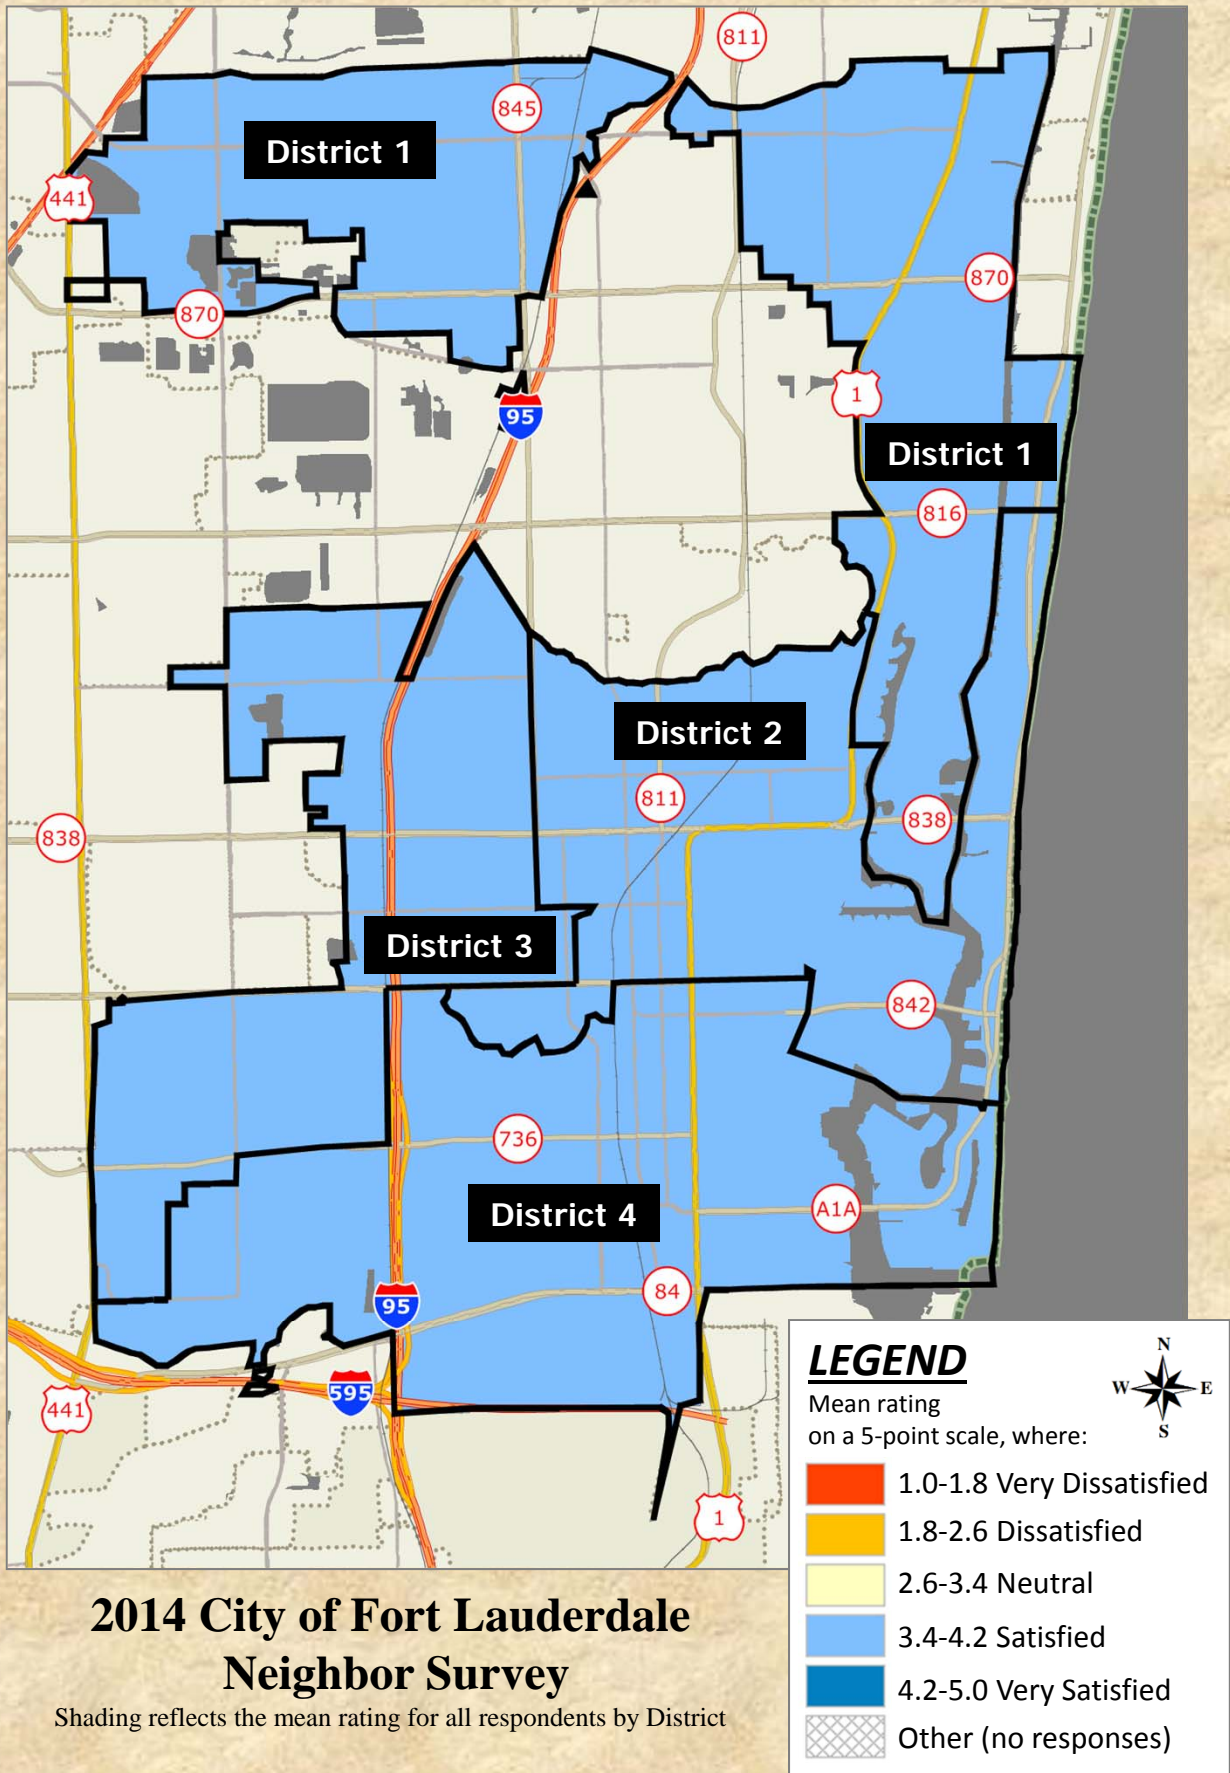 811
845
District 1
441
870
870
1
95
District 1
816
District 2
811
838
838
District 3
842
736
District 4
A1A
84
95
595
441
1
LEGEND
Mean rating
on a 5-point scale, where:
N
W E
S
1.0-1.8 Very Dissatisfied
1.8-2.6 Dissatisfied
2.6-3.4 Neutral
3.4-4.2 Satisfied
4.2-5.0 Very Satisfied
Other (no responses)
2014 City of Fort Lauderdale
Neighbor Survey
Shading reflects the mean rating for all respondents by District